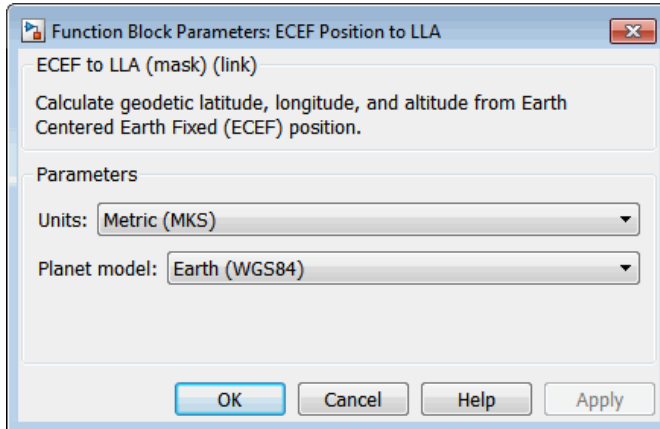 Function Block Parameters: ECEF Position to LLA
ECEF to LLA (mask) (link)
Calculate geodetic latitude, longitude, and altitude from Earth
Centered Earth Fixed (ECEF) position.
Parameters
Units: Metric (MKS)
Planet model: Earth (WGS84)
OK Cancel Help Apply